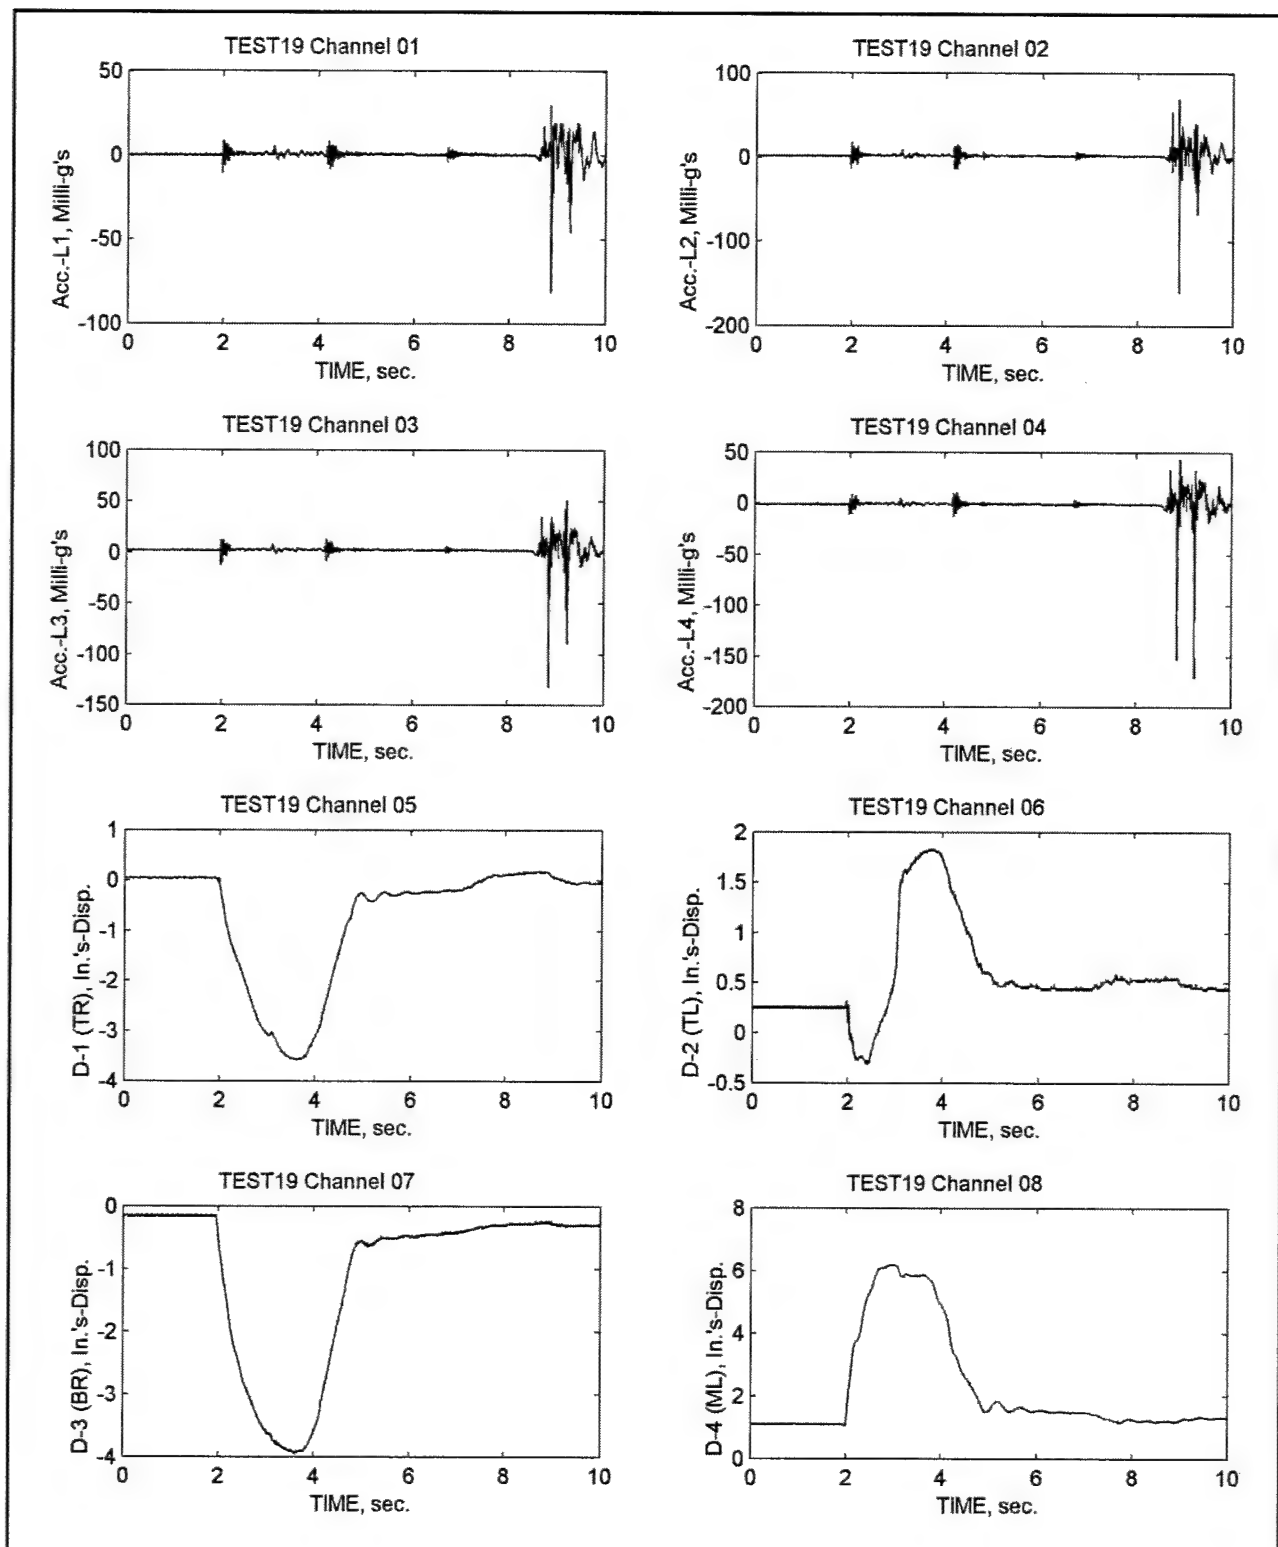 TEST19 Channel 01
50
0
-50
-100
Acc.-L1, Milli-g's
0 2 4 6 8 10
TIME, sec.
TEST19 Channel 02
100
0
-100
-200
Acc.-L2, Milli-g's
0 2 4 6 8 10
TIME, sec.
TEST19 Channel 03
100
50
0
-50
-100
-150
Acc.-L3, Milli-g's
0 2 4 6 8 10
TIME, sec.
TEST19 Channel 04
50
0
-50
-100
-150
-200
Acc.-L4, Milli-g's
0 2 4 6 8 10
TIME, sec.
TEST19 Channel 05
1
0
-1
-2
-3
-4
D-1 (TR), In.'s-Disp.
0 2 4 6 8 10
TIME, sec.
TEST19 Channel 06
2
1.5
1
0.5
0
-0.5
D-2 (TL), In.'s-Disp.
0 2 4 6 8 10
TIME, sec.
TEST19 Channel 07
0
-1
-2
-3
-4
D-3 (BR), In.'s-Disp.
0 2 4 6 8 10
TIME, sec.
TEST19 Channel 08
8
6
4
2
0
D-4 (ML), In.'s-Disp.
0 2 4 6 8 10
TIME, sec.